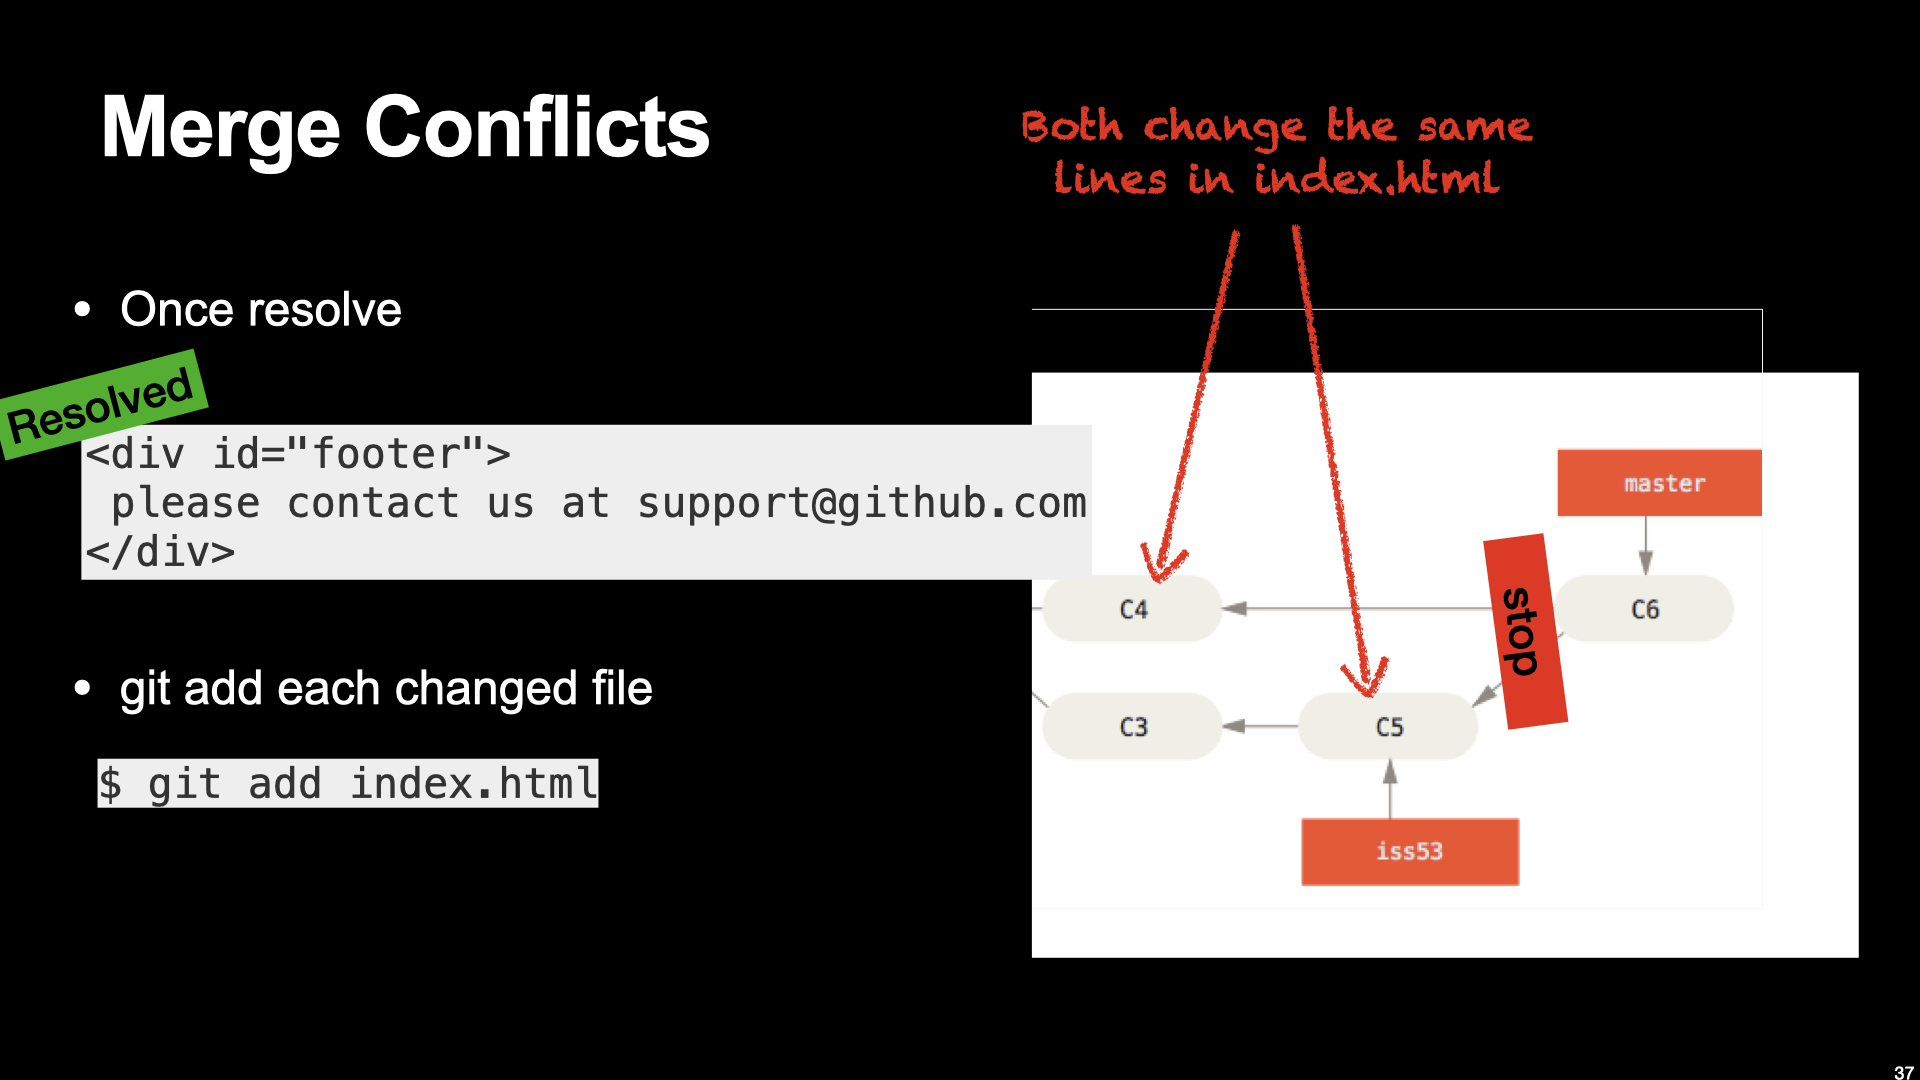 Merge Conflicts
Both change the same
lines in index.html
• Once resolve
Resolved
<div id="footer">
 please contact us at support@github.com
</div>
• git add each changed file
$ git add index.html
master
stop
C4
C6
C3
C5
iss53
37